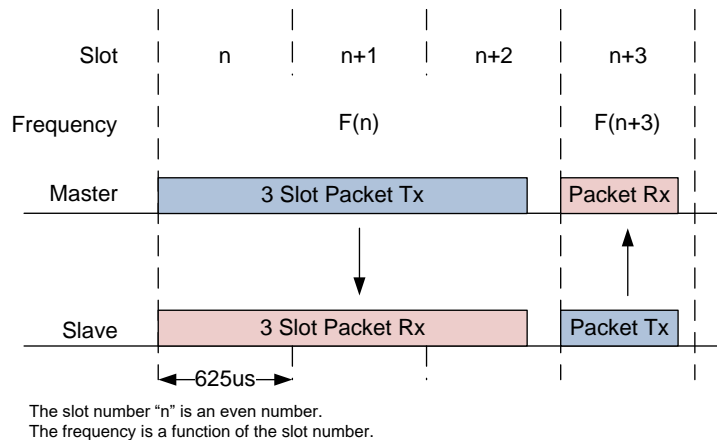 Slot n n+1 n+2 n+3
Frequency F(n) F(n+3)
Master 3 Slot Packet Tx Packet Rx
Slave 3 Slot Packet Rx Packet Tx
625us
The slot number “n” is an even number.
The frequency is a function of the slot number.